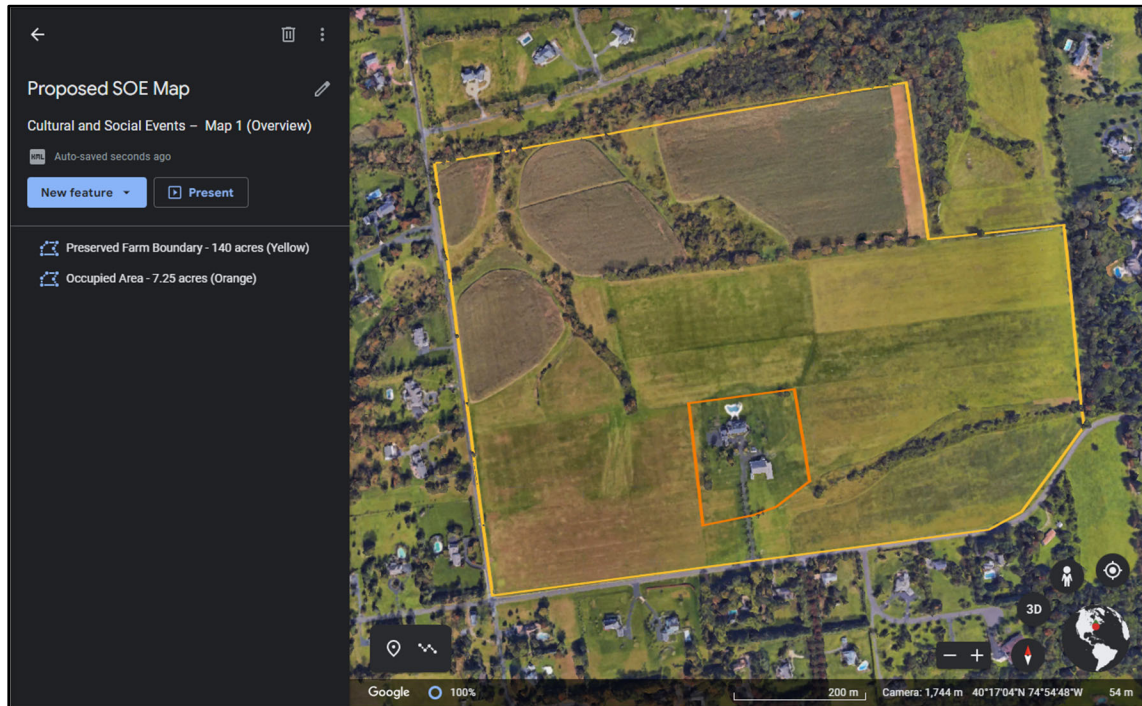 Proposed SOE Map
Cultural and Social Events – Map 1 (Overview)
KML Auto-saved seconds ago
New feature
Present
Preserved Farm Boundary - 140 acres (Yellow)
Occupied Area - 7.25 acres (Orange)
3D
Google 100% 200 m Camera: 1,744 m 40°17'04"N 74°54'48"W 54 m